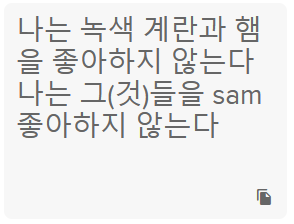 나는 녹색 계란과 햄
을 좋아하지 않는다
나는 그(것)들을 sam
좋아하지 않는다